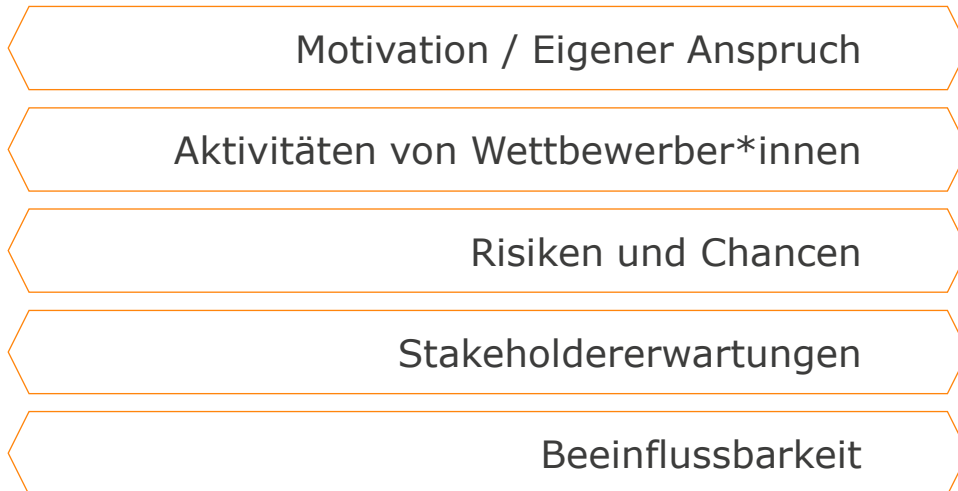 Motivation / Eigener Anspruch
Aktivitäten von Wettbewerber*innen
Risiken und Chancen
Stakeholdererwartungen
Beeinflussbarkeit